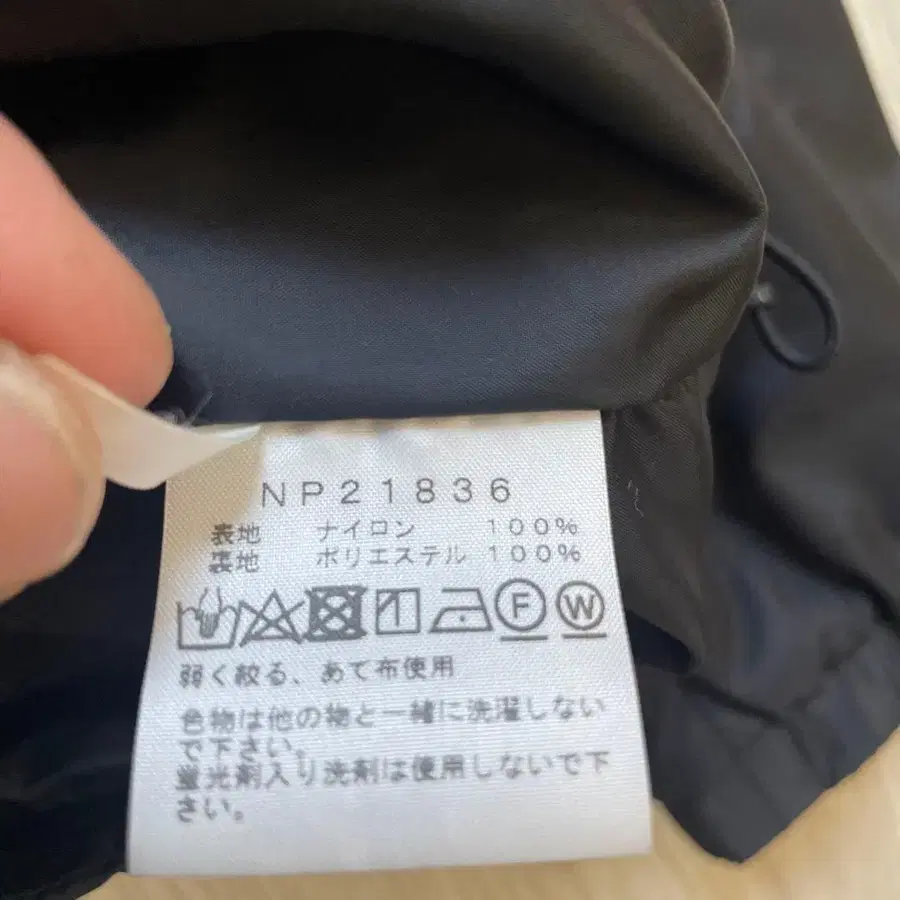 NP21836
表地 ナイロン 100%
裏地 ポリエステル 100%
F W
弱く絞る、あて布使用
色物は他の物と一緒に洗濯しない
で下さい。
蛍光剤入り洗剤は使用しないで下
さい。